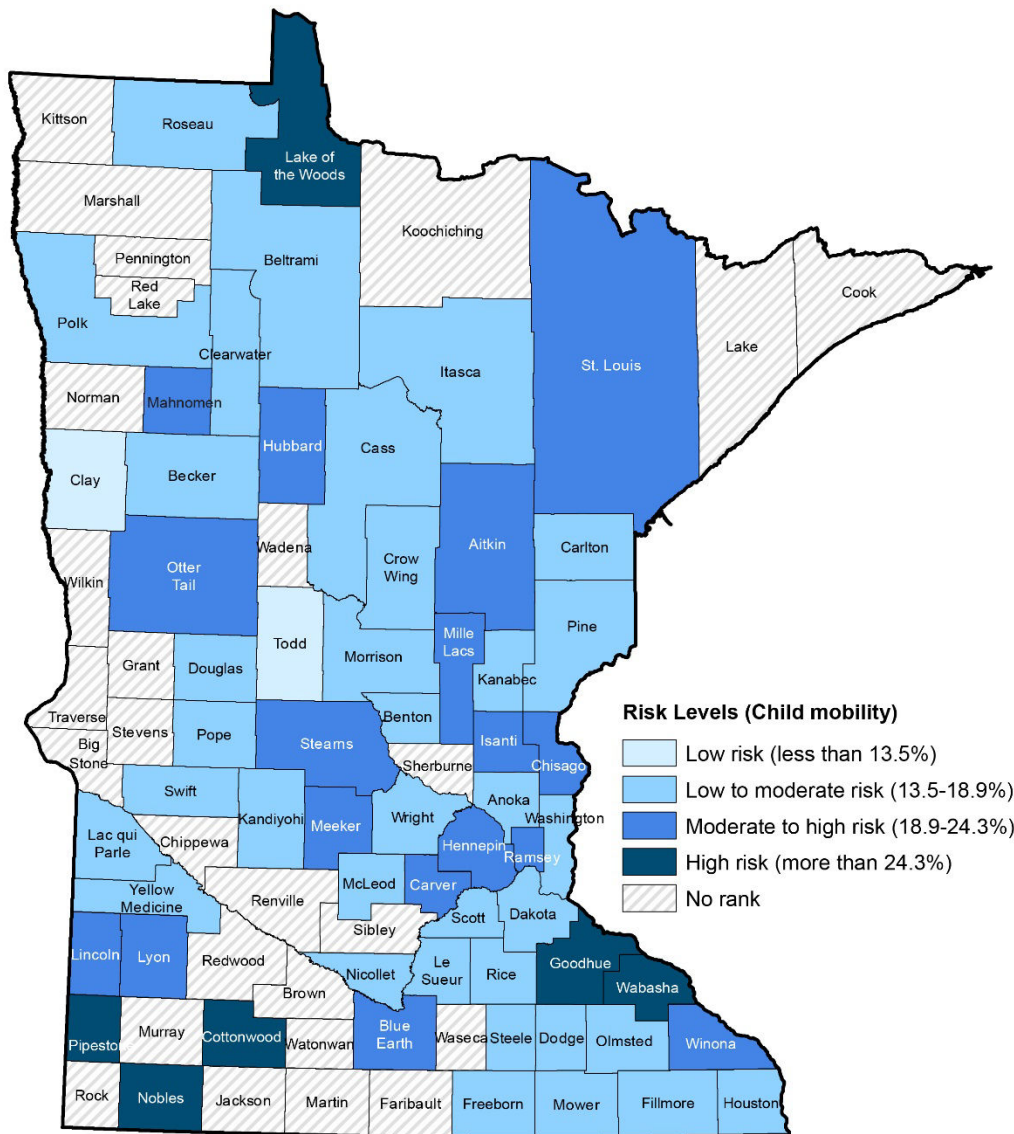 Kittson
Roseau
Lake of
the Woods
Marshall
Koochiching
Pennington
Beltrami
Red
Lake
Cook
Polk
Clearwater
Lake
Itasca
St. Louis
Norman
Mahnomen
Hubbard
Cass
Clay
Becker
Wadena
Aitkin
Carlton
Crow
Wing
Otter
Tail
Wilkin
Pine
Mille
Lacs
Todd
Morrison
Grant
Douglas
Kanabec
Benton
Traverse
Stevens
Pope
Stearns
Isanti
Big
Stone
Sherburne
Chisago
Swift
Anoka
Kandiyohi
Wright
Washington
Meeker
Lac qui
Parle
Chippewa
Hennepin
Ramsey
McLeod
Carver
Yellow
Medicine
Renville
Scott
Dakota
Sibley
Lincoln
Lyon
Redwood
Nicollet
Le
Sueur
Rice
Goodhue
Wabasha
Brown
Pipestone
Murray
Cottonwood
Watonwan
Blue
Earth
Waseca
Steele
Dodge
Olmsted
Winona
Rock
Nobles
Jackson
Martin
Faribault
Freeborn
Mower
Fillmore
Houston
Risk Levels (Child mobility)
Low risk (less than 13.5%)
Low to moderate risk (13.5-18.9%)
Moderate to high risk (18.9-24.3%)
High risk (more than 24.3%)
No rank